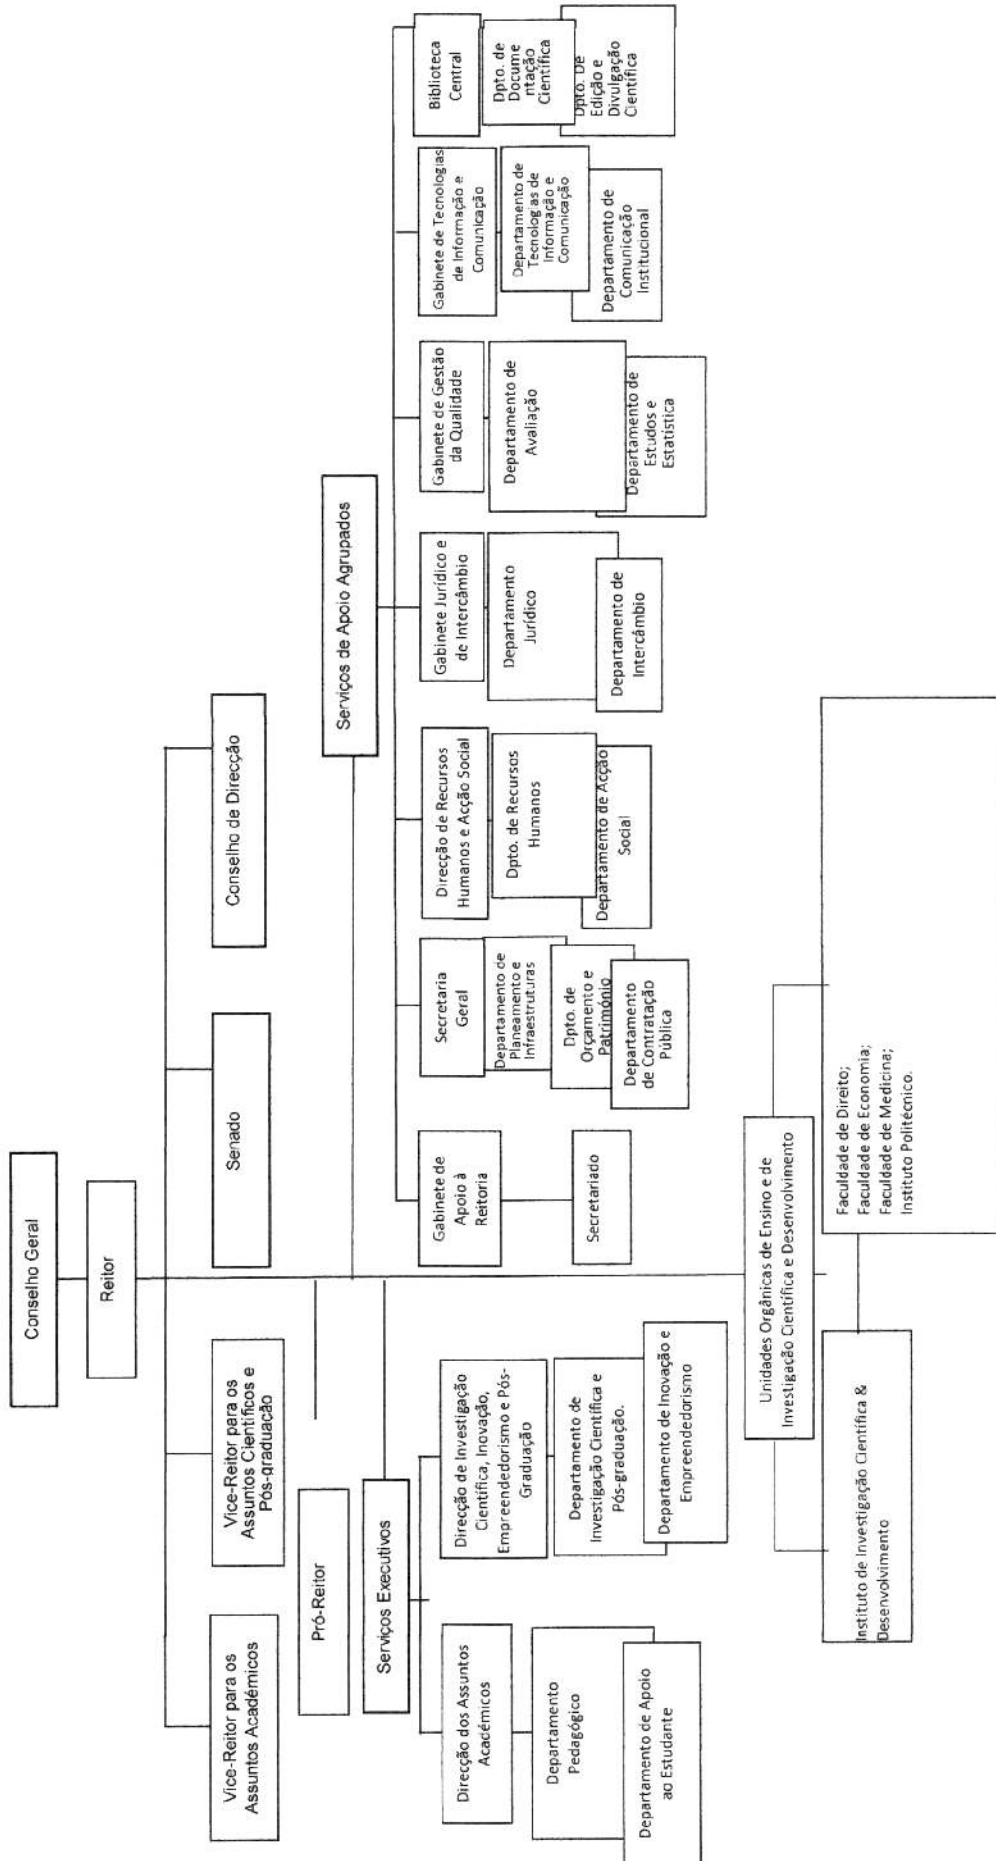 Conselho Geral
Reitor
Vice-Reitor para os
Assuntos Académicos
Vice-Reitor para os
Assuntos Científicos e
Pós-graduação
Senado
Conselho de Direcção
Pró-Reitor
Serviços Executivos
Serviços de Apoio Agrupados
Direcção dos Assuntos
Académicos
Departamento
Pedagógico
Departamento de Apoio
ao Estudante
Direcção de Investigação
Científica, Inovação,
Empreendedorismo e Pós-
Graduação
Departamento de
Investigação Científica e
Pós-graduação.
Departamento de Inovação e
Empreendedorismo
Gabinete de
Apoio à
Reitoria
Secretariado
Secretaria
Geral
Departamento de
Planeamento e
Infraestruturas
Dpto. de
Orçamento e
Património
Departamento
de Contratação
Pública
Direcção de Recursos
Humanos e Acção Social
Dpto. de Recursos
Humanos
Departamento de Acção
Social
Gabinete Jurídico e
de Intercâmbio
Departamento
Jurídico
Departamento de
Intercâmbio
Gabinete de Gestão
da Qualidade
Departamento de
Avaliação
Departamento de
Estudos e
Estatística
Gabinete de Tecnologias
de Informação e
Comunicação
Departamento de
Tecnologias de
Informação e
Comunicação
Departamento de
Comunicação
Institucional
Biblioteca
Central
Dpto. de
Docume
ntação
Científica
Dpto. De
Edição e
Divulgação
Científica
Unidades Orgânicas de Ensino e de
Investigação Científica e Desenvolvimento
Instituto de Investigação Científica &
Desenvolvimento
Faculdade de Direito;
Faculdade de Economia;
Faculdade de Medicina;
Instituto Politécnico.